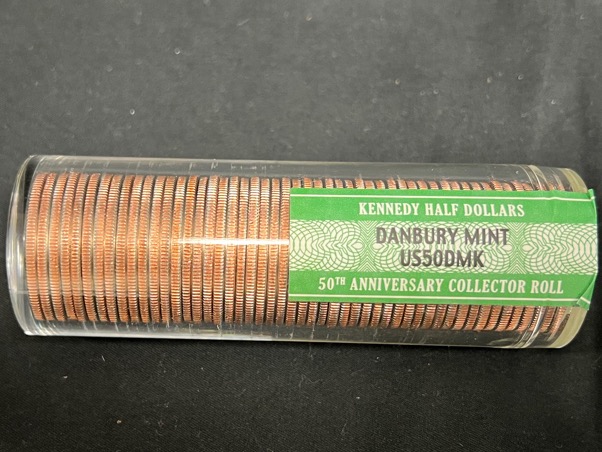 KENNEDY HALF DOLLARS
DANBURY MINT
US50DMK
50TH ANNIVERSARY COLLECTOR ROLL